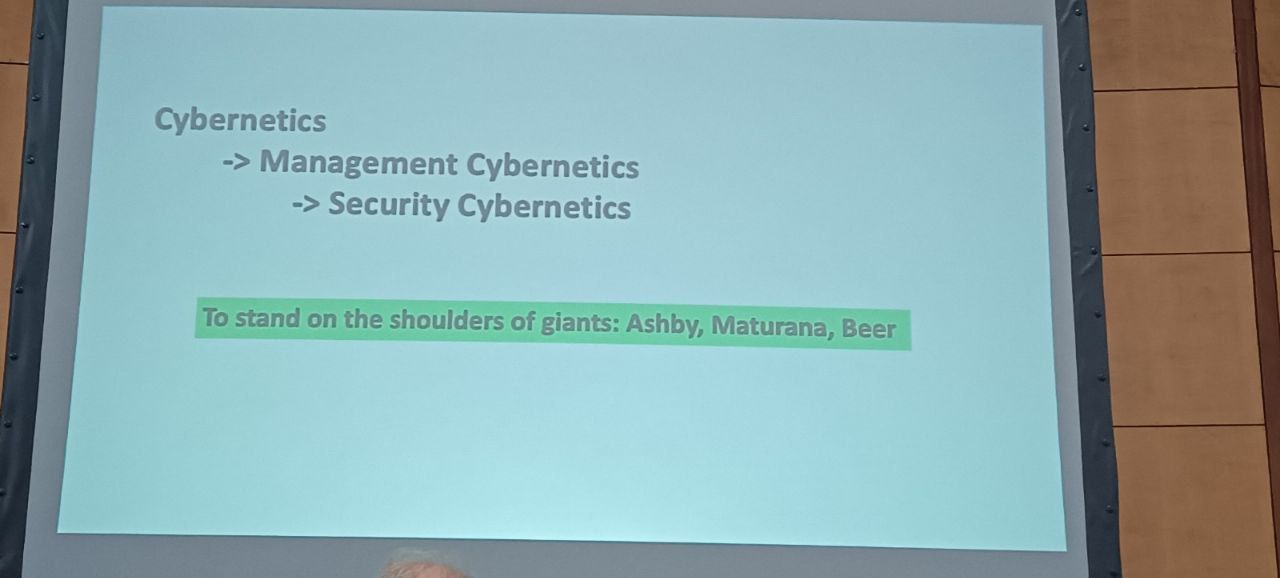 Cybernetics
-> Management Cybernetics
-> Security Cybernetics
To stand on the shoulders of giants: Ashby, Maturana, Beer